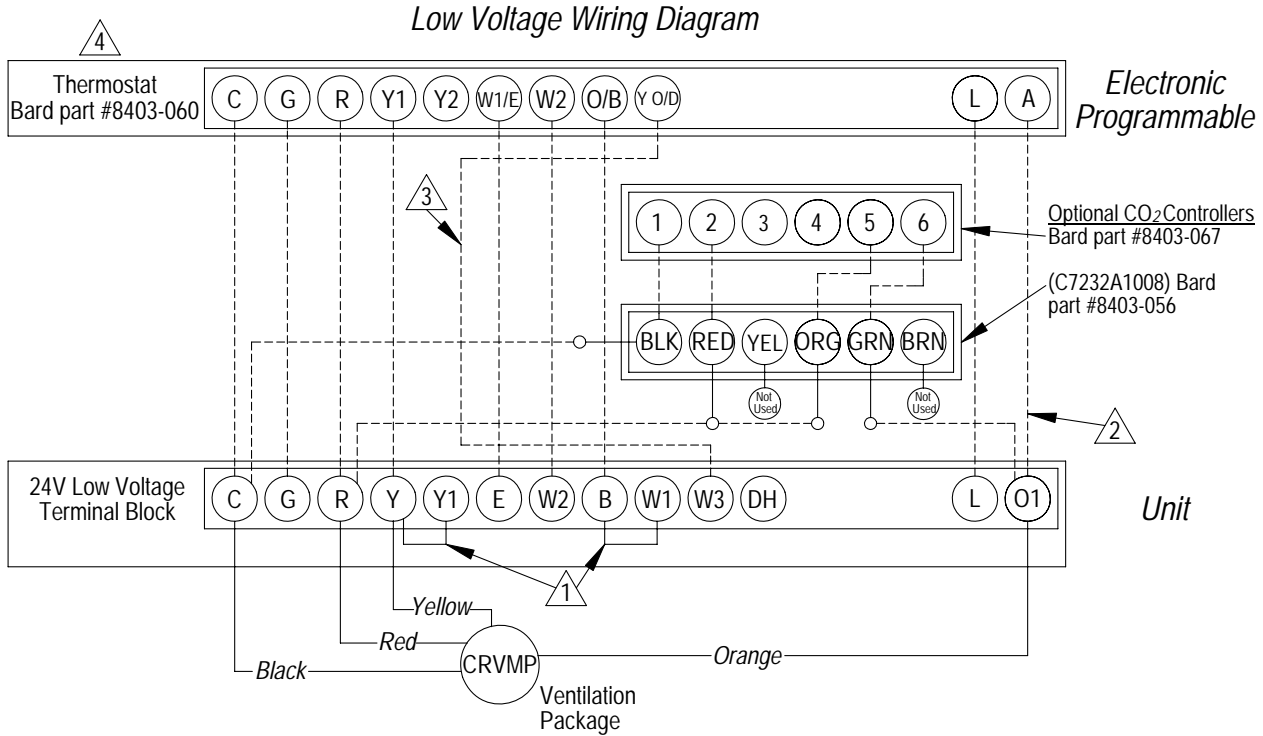 Low Voltage Wiring Diagram
4
Thermostat
Bard part #8403-060
C G R Y1 Y2 W1/E W2 O/B Y O/D L A
Electronic
Programmable
3
1 2 3 4 5 6
Optional CO2 Controllers
Bard part #8403-067
(C7232A1008) Bard
part #8403-056
BLK RED YEL ORG GRN BRN
Not
Used
Not
Used
2
24V Low Voltage
Terminal Block
C G R Y Y1 E W2 B W1 W3 DH L O1
Unit
1
Yellow
Red
Black
CRVMP
Orange
Ventilation
Package